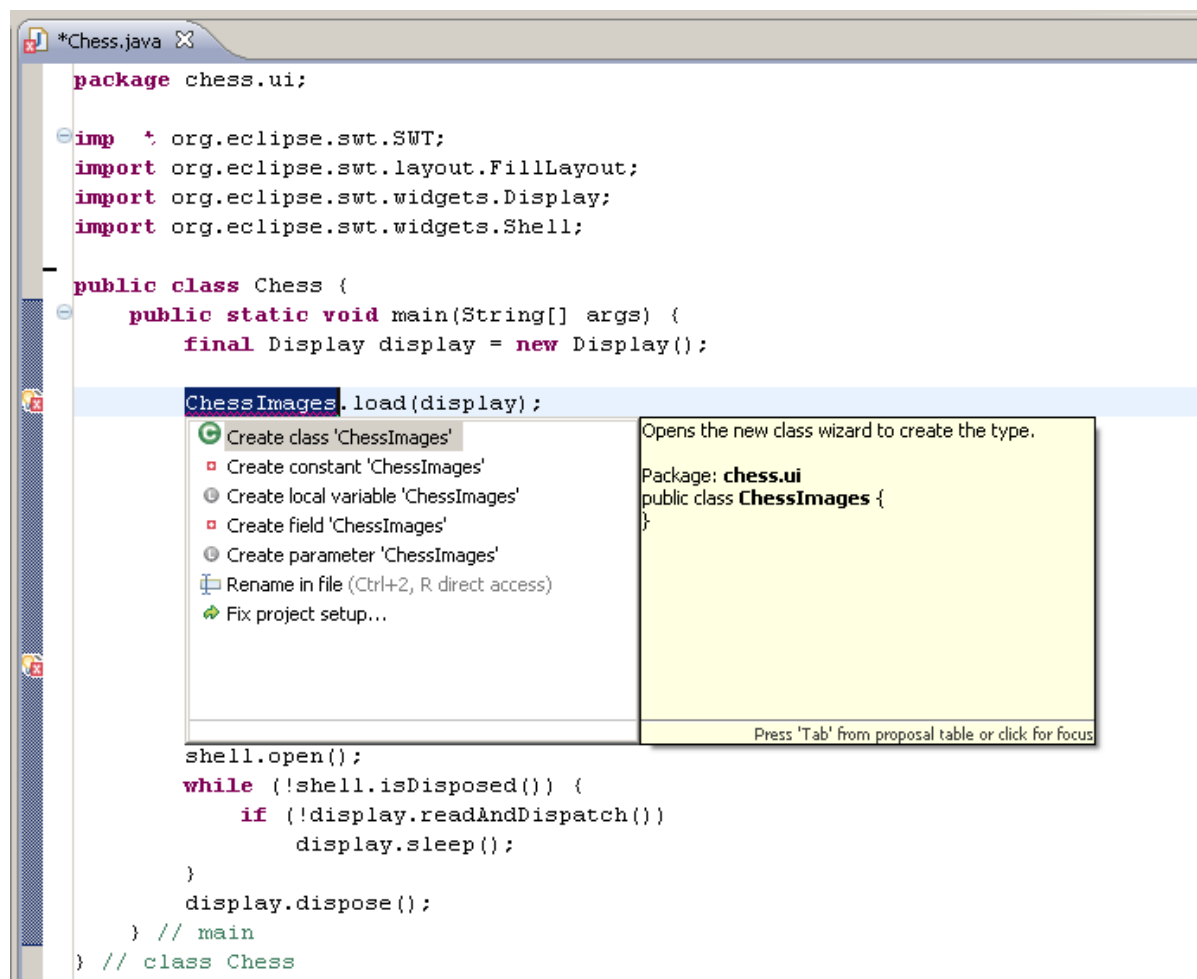 *Chess.java
package chess.ui;
org.eclipse.swt.SWT;
import org.eclipse.swt.layout.FillLayout;
import org.eclipse.swt.widgets.Display;
import org.eclipse.swt.widgets.Shell;
public class Chess {
public static void main(String[] args) {
final Display display = new Display();
ChessImages.load(display);
Create class 'ChessImages'
Create constant 'ChessImages'
Create local variable 'ChessImages'
Create field 'ChessImages'
Create parameter 'ChessImages'
Rename in file (Ctrl+2, R direct access)
Fix project setup...
Opens the new class wizard to create the type.
Package: chess.ui
public class ChessImages {
}
Press 'Tab' from proposal table or click for focus
shell.open();
while (!shell.isDisposed()) {
if (!display.readAndDispatch())
display.sleep();
}
display.dispose();
} // main
} // class Chess